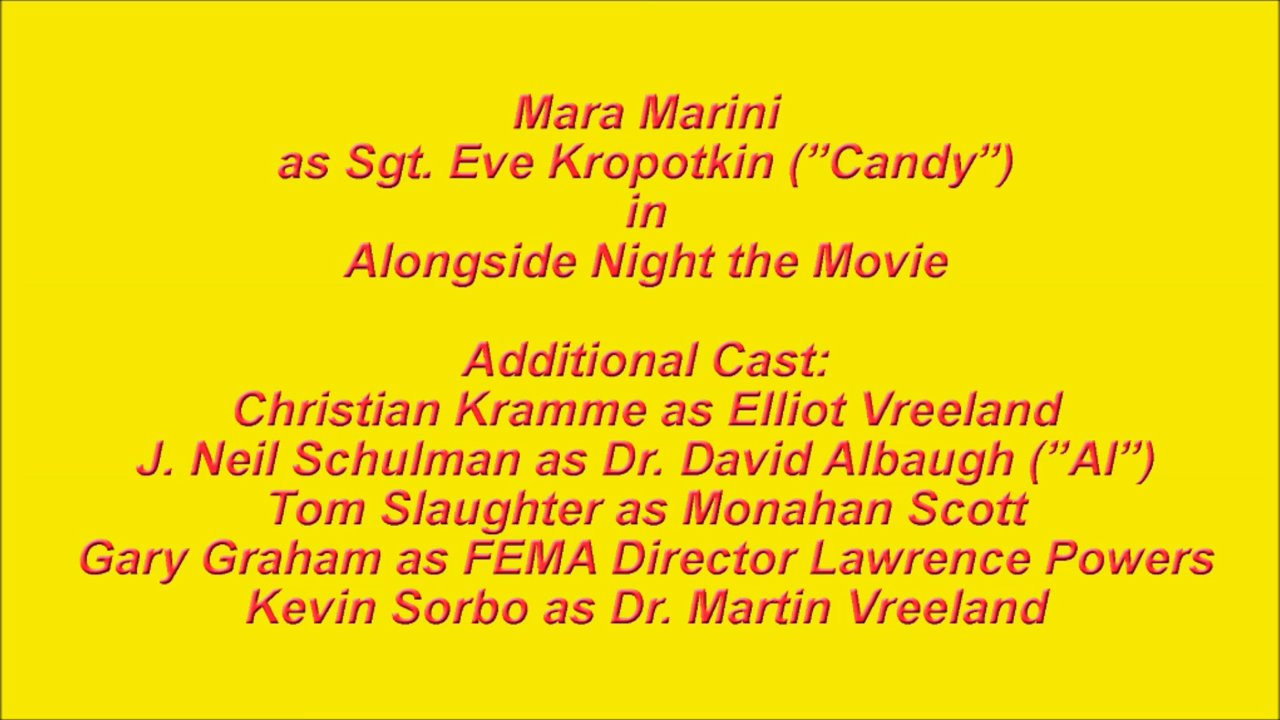 Mara Marini
as Sgt. Eve Kropotkin (”Candy”)
in
Alongside Night the Movie
Additional Cast:
Christian Kramme as Elliot Vreeland
J. Neil Schulman as Dr. David Albaugh (”Al”)
Tom Slaughter as Monahan Scott
Gary Graham as FEMA Director Lawrence Powers
Kevin Sorbo as Dr. Martin Vreeland